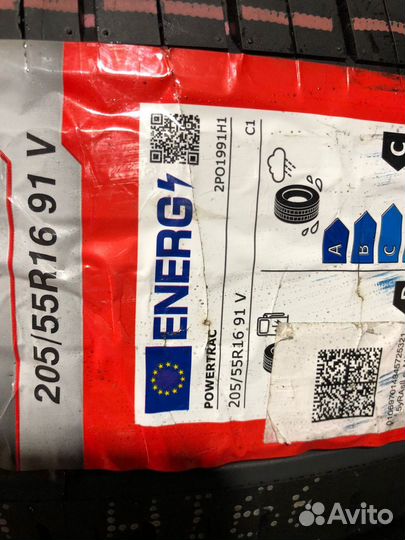 205/55R16 91 V
ENERG
POWERTRAC
2PO1991H1
205/55R16 91 V
C1
A
B
C
C
Avito